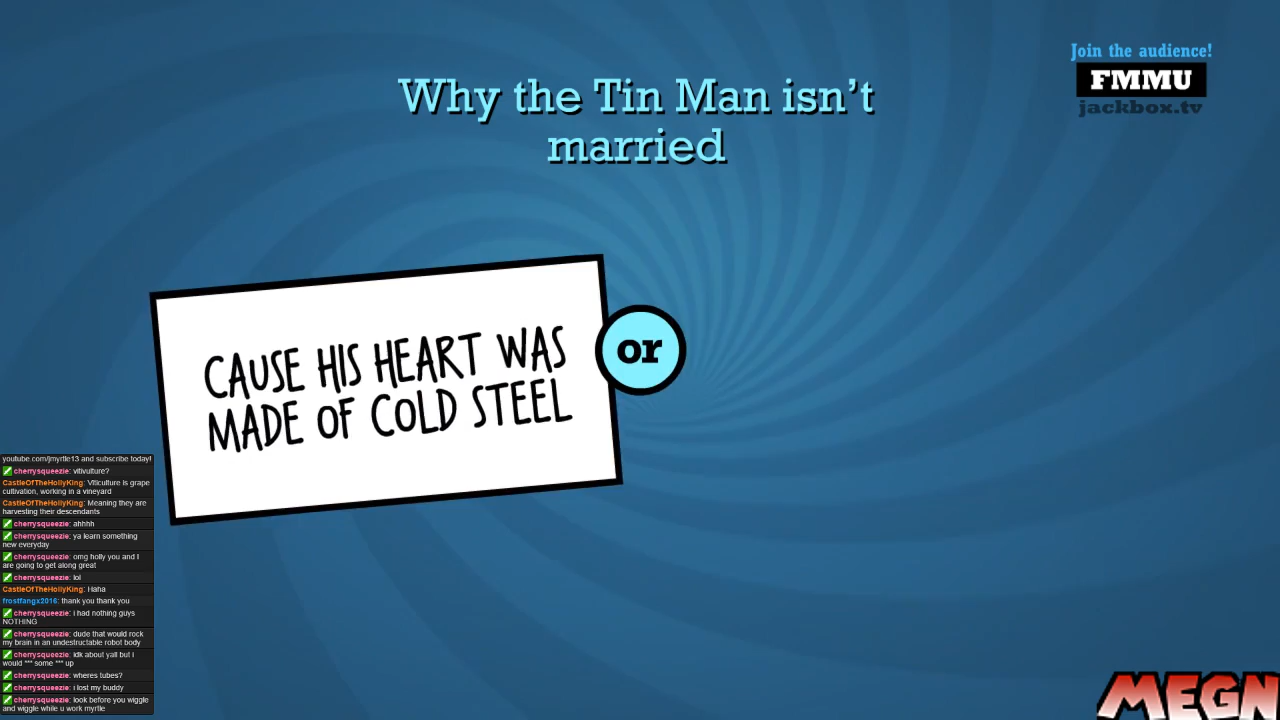 Join the audience!
FMMU
jackbox.tv
Why the Tin Man isn't
married
CAUSE HIS HEART WAS
MADE OF COLD STEEL
or
youtube.com/jmyrtle13 and subscribe today!
cherrysqueezie: vitivulture?
CastleOfTheHollyKing: Viticulture is grape
cultivation, working in a vineyard
CastleOfTheHollyKing: Meaning they are
harvesting their descendants
cherrysqueezie: ahhhh
cherrysqueezie: ya learn something
new everyday
cherrysqueezie: omg holly you and I
are going to get along great
cherrysqueezie: lol
CastleOfTheHollyKing: Haha
frostfangx2016: thank you thank you
cherrysqueezie: i had nothing guys
NOTHING
cherrysqueezie: dude that would rock
my brain in an undestructable robot body
cherrysqueezie: idk about yall but i
would *** some *** up
cherrysqueezie: wheres tubes?
cherrysqueezie: i lost my buddy
cherrysqueezie: look before you wiggle
and wiggle while u work myrtle
MEGN